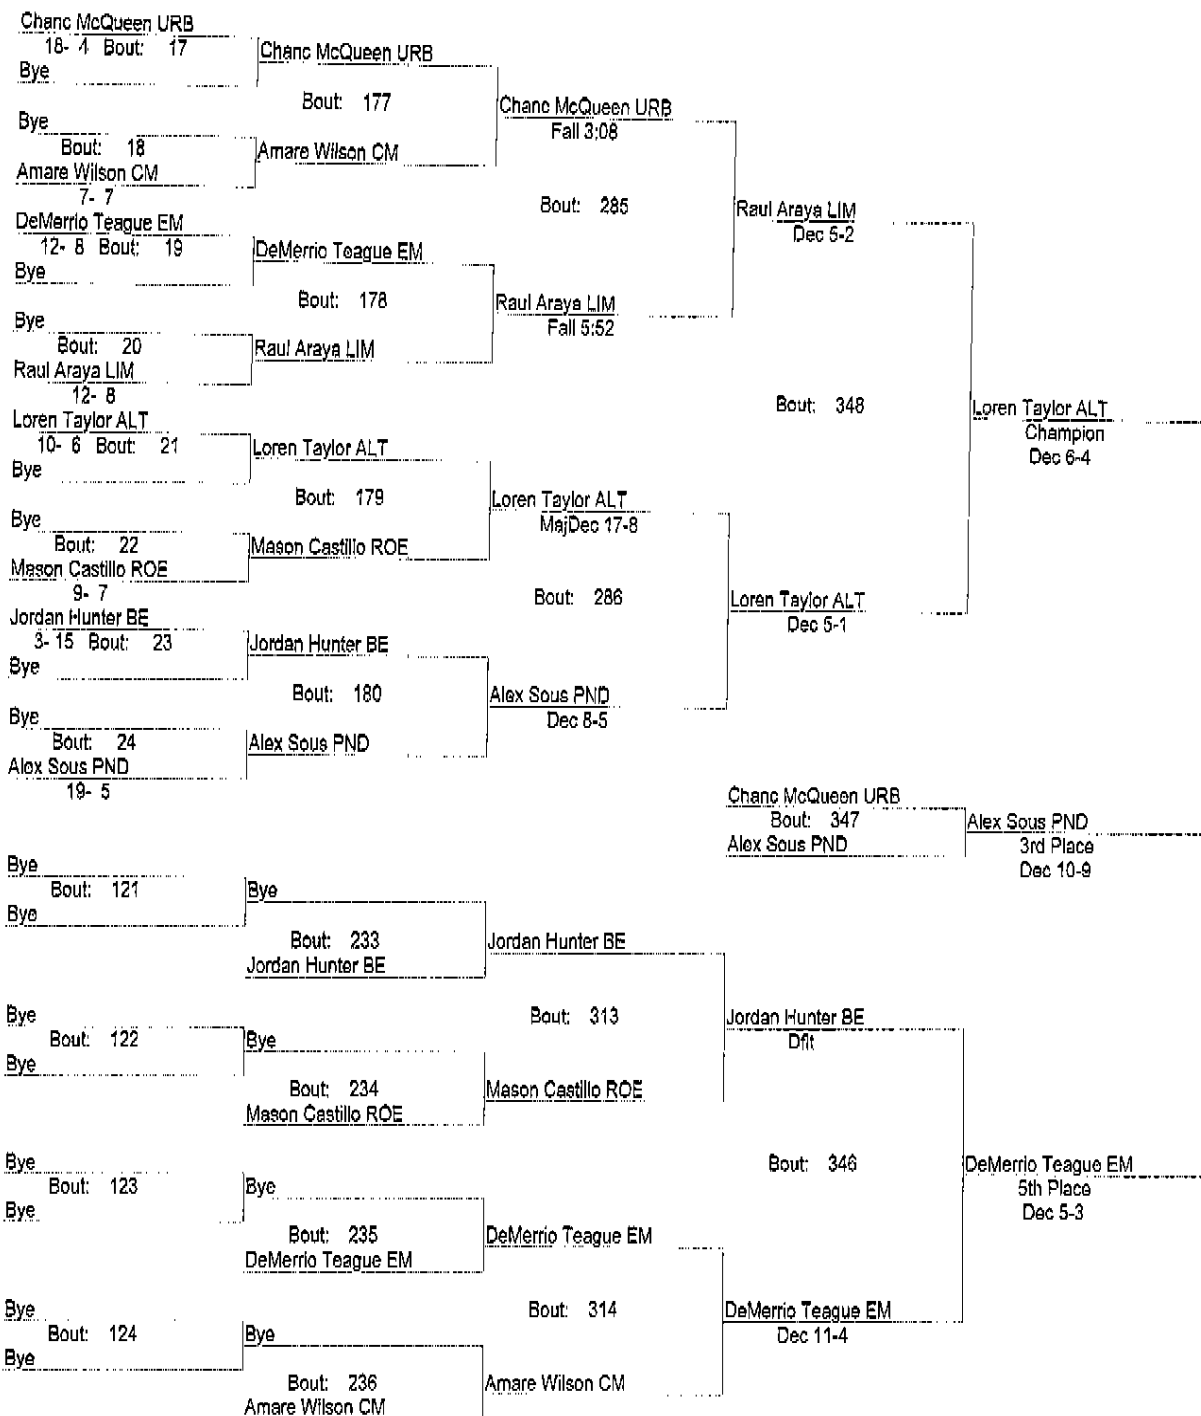 Chanc McQueen URB
18- 4 Bout: 17
Bye
Chanc McQueen URB
Bout: 177
Bye
Bout: 18
Amare Wilson CM
7- 7
Amare Wilson CM
Chanc McQueen URB
Fall 3:08
Bout: 285
DeMerrio Teague EM
12- 8 Bout: 19
Bye
DeMerrio Teague EM
Bout: 178
Bye
Bout: 20
Raul Araya LIM
12- 8
Raul Araya LIM
Raul Araya LIM
Fall 5:52
Raul Araya LIM
Dec 5-2
Bout: 348
Loren Taylor ALT
Champion
Dec 6-4
Loren Taylor ALT
10- 6 Bout: 21
Bye
Loren Taylor ALT
Bout: 179
Bye
Bout: 22
Mason Castillo ROE
9- 7
Mason Castillo ROE
Loren Taylor ALT
MajDec 17-8
Bout: 286
Loren Taylor ALT
Dec 5-1
Jordan Hunter BE
3- 15 Bout: 23
Bye
Jordan Hunter BE
Bout: 180
Bye
Bout: 24
Alex Sous PND
19- 5
Alex Sous PND
Alex Sous PND
Dec 8-5
Chanc McQueen URB
Bout: 347
Alex Sous PND
Alex Sous PND
3rd Place
Dec 10-9
Bye
Bout: 121
Bye
Bye
Bout: 233
Jordan Hunter BE
Jordan Hunter BE
Bout: 313
Jordan Hunter BE
Dflt
Bye
Bout: 122
Bye
Bye
Bout: 234
Mason Castillo ROE
Mason Castillo ROE
Bout: 346
DeMerrio Teague EM
5th Place
Dec 5-3
Bye
Bout: 123
Bye
Bye
Bout: 235
DeMerrio Teague EM
DeMerrio Teague EM
Bout: 314
DeMerrio Teague EM
Dec 11-4
Bye
Bout: 124
Bye
Bye
Bout: 236
Amare Wilson CM
Amare Wilson CM